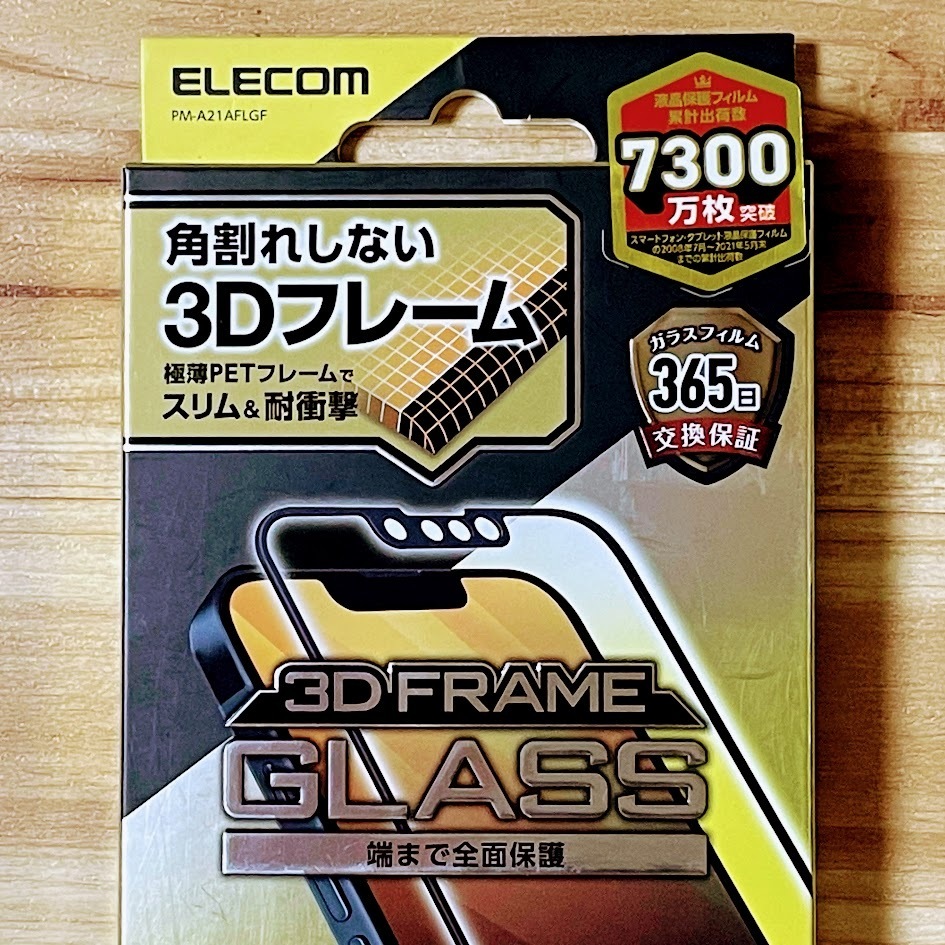 ELECOM
PM-A21AFLGF
液晶保護フィルム
累計出荷数
7300
万枚突破
スマートフォン・タブレット液晶保護フィルム
の2008年7月～2021年5月末
までの累計出荷数
角割れしない
3Dフレーム
極薄PETフレームで
スリム&耐衝撃
ガラスフィルム
365日
交換保証
3D FRAME
GLASS
端まで全面保護